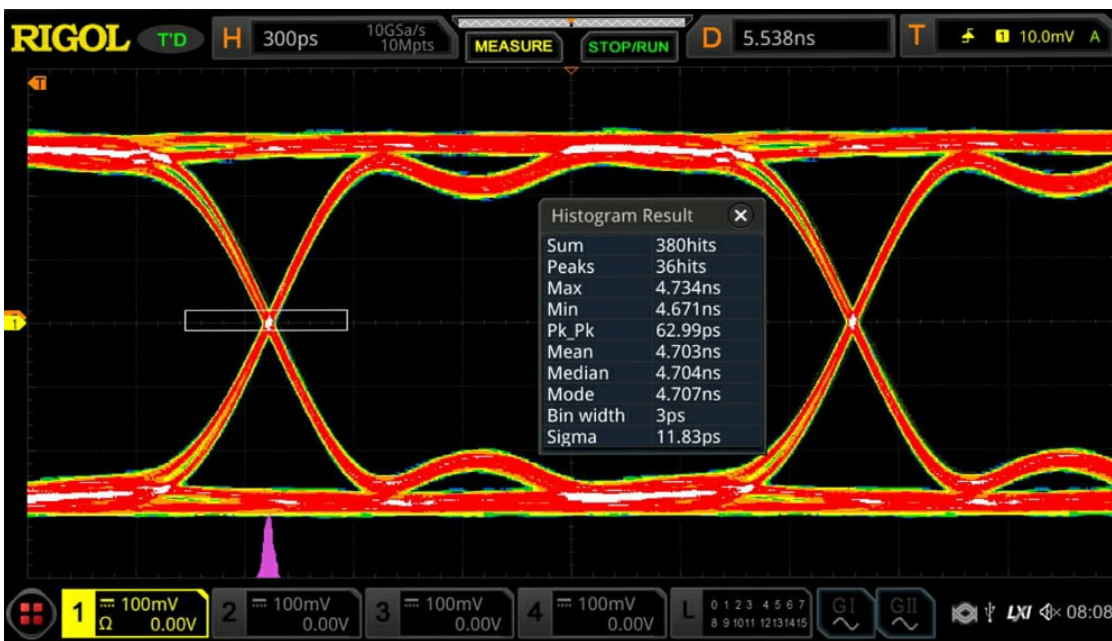 RIGOL T'D H 300ps 10GSa/s 10Mpts MEASURE STOP/RUN D 5.538ns T 1 10.0mV A
T
1
Histogram Result
Sum 380hits
Peaks 36hits
Max 4.734ns
Min 4.671ns
Pk_Pk 62.99ps
Mean 4.703ns
Median 4.704ns
Mode 4.707ns
Bin width 3ps
Sigma 11.83ps
1 100mV Ω 0.00V
2 100mV 0.00V
3 100mV 0.00V
4 100mV 0.00V
L 0 1 2 3 4 5 6 7
8 9 10 11 12 13 14 15
GI GII LXI 08:08